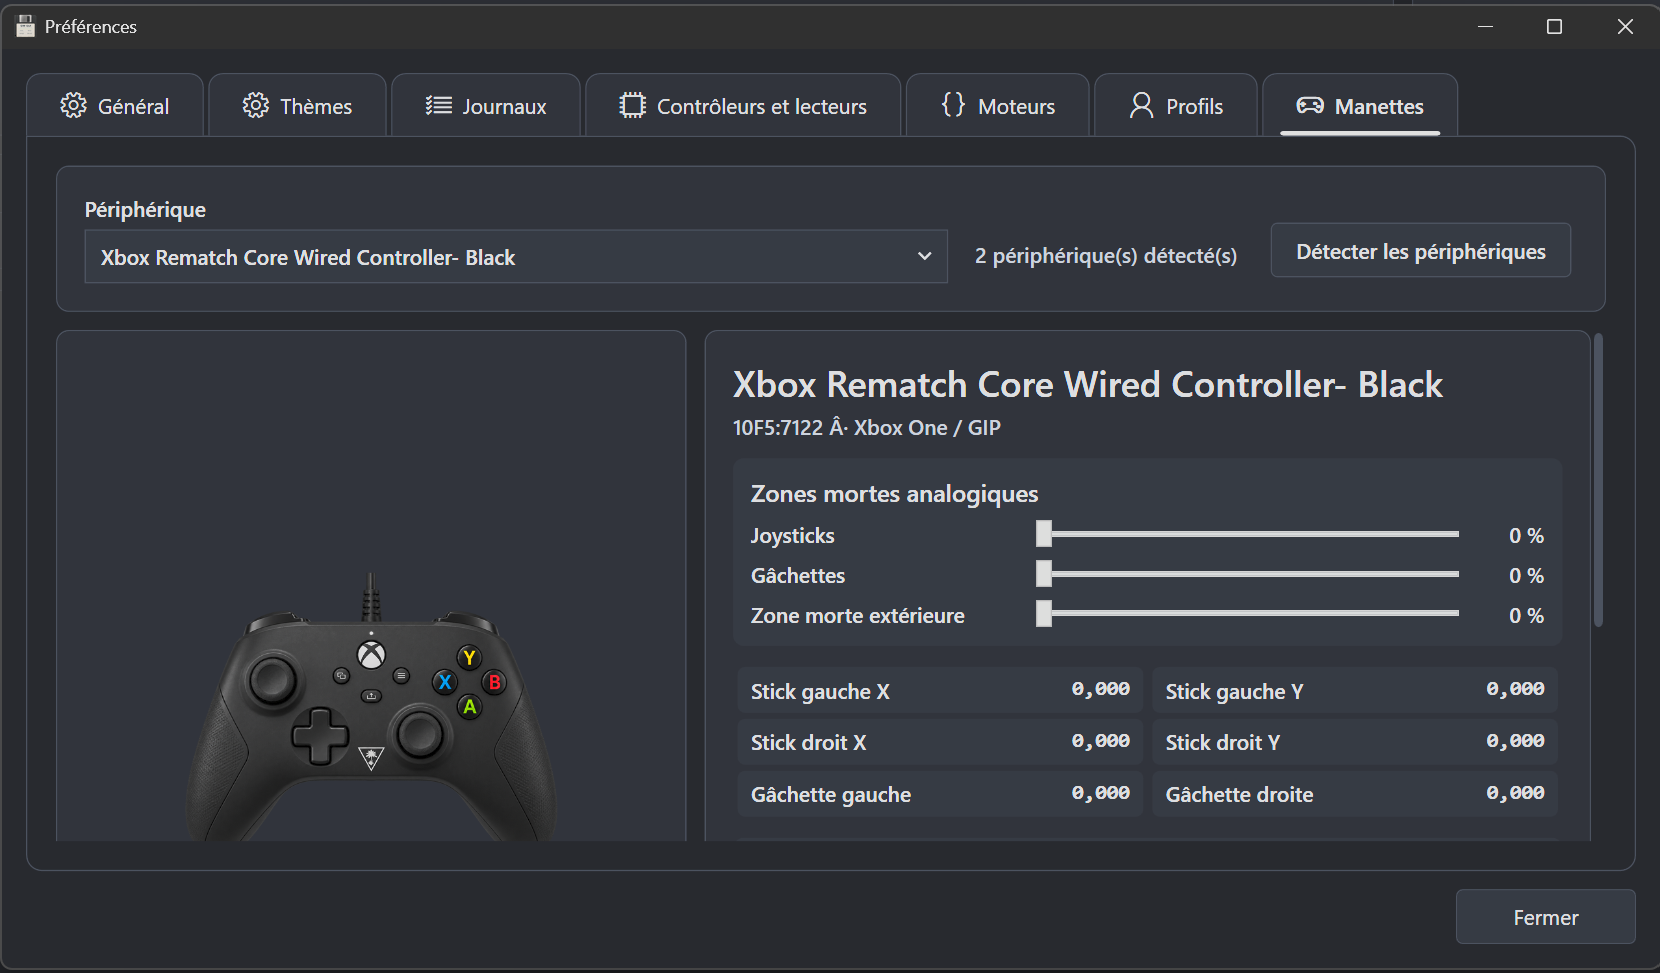 Préférences
Général
Thèmes
Journaux
Contrôleurs et lecteurs
{} Moteurs
Profils
Manettes
Périphérique
Xbox Rematch Core Wired Controller- Black
2 périphérique(s) détecté(s)
Détecter les périphériques
Y
X
B
A
Xbox Rematch Core Wired Controller- Black
10F5:7122 Â· Xbox One / GIP
Zones mortes analogiques
Joysticks 0 %
Gâchettes 0 %
Zone morte extérieure 0 %
Stick gauche X 0,000
Stick gauche Y 0,000
Stick droit X 0,000
Stick droit Y 0,000
Gâchette gauche 0,000
Gâchette droite 0,000
Fermer